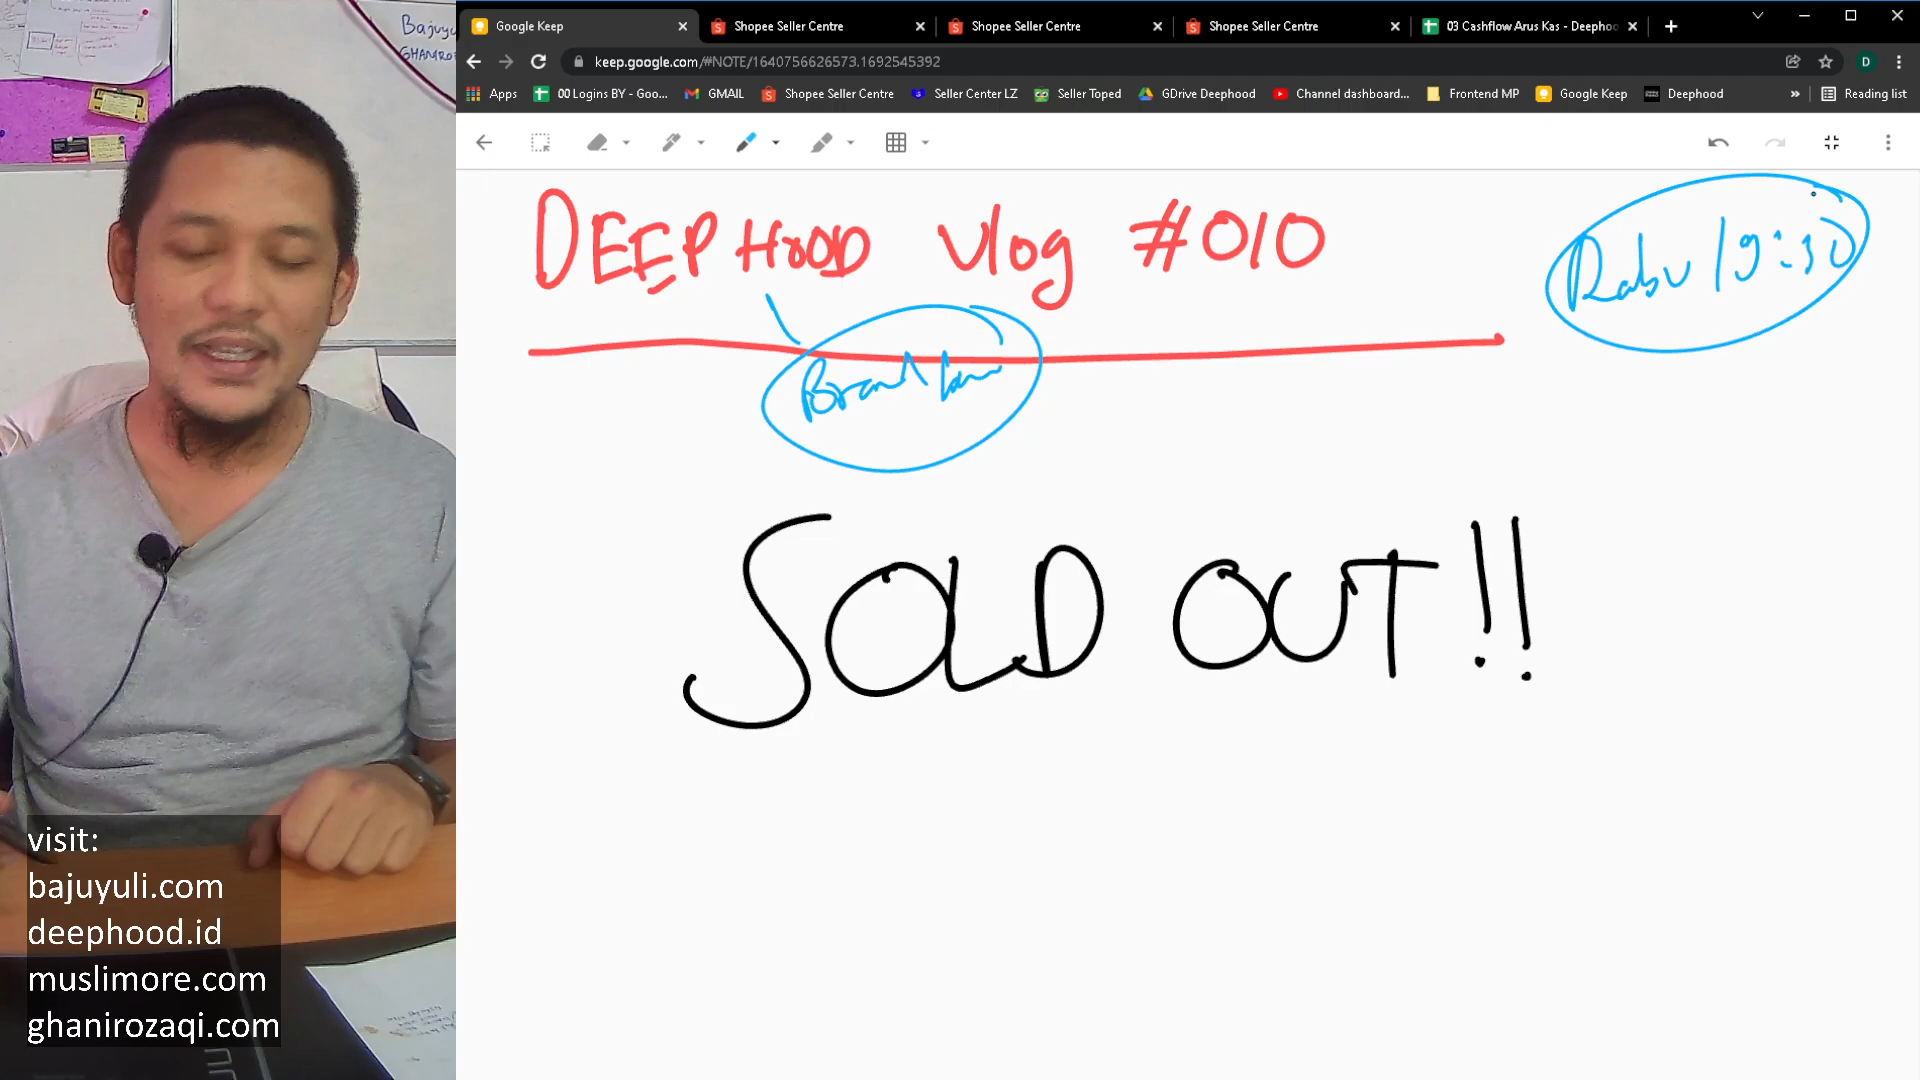 Bajuyu
GHANIRO
Google Keep
Shopee Seller Centre
Shopee Seller Centre
Shopee Seller Centre
03 Cashflow Arus Kas - Deephoo
keep.google.com/#NOTE/1640756626573.1692545392
D
Apps
00 Logins BY - Goo...
GMAIL
Shopee Seller Centre
Seller Center LZ
Seller Toped
GDrive Deephood
Channel dashboard...
Frontend MP
Google Keep
Deephood
»
Reading list
DEEPHOOD Vlog #010
Rabu 19:30
Brand
SOLD OUT!!
visit:
bajuyuli.com
deephood.id
muslimore.com
ghanirozaqi.com